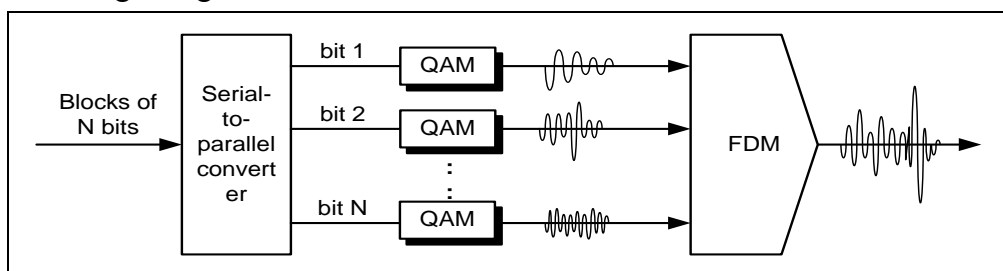 bit 1
QAM
Blocks of
N bits
Serial-
to-
parallel
convert
er
bit 2
QAM
FDM
bit N
QAM